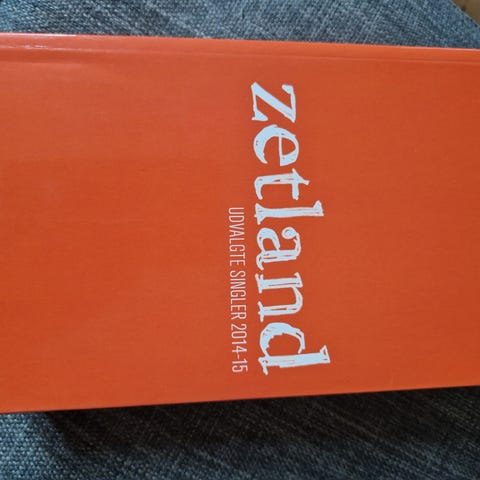 zetland
UDVALGTE SINGLER 2014-15